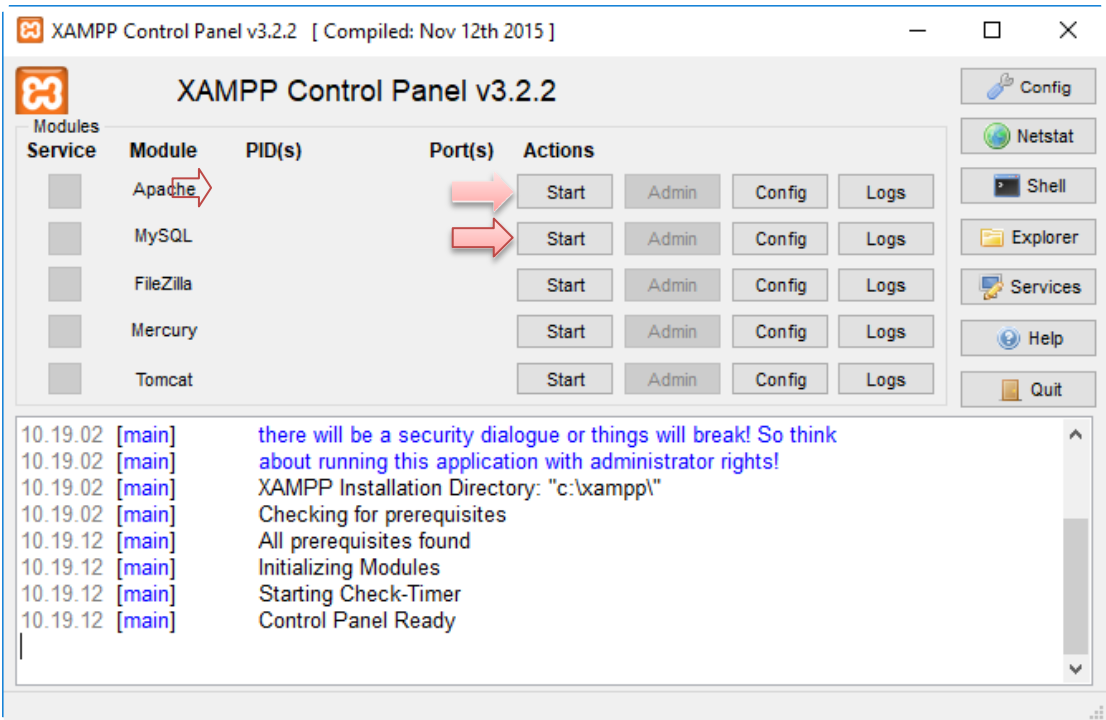 XAMPP Control Panel v3.2.2 [ Compiled: Nov 12th 2015 ]
XAMPP Control Panel v3.2.2
Config
Modules
Netstat
Service Module PID(s) Port(s) Actions
Apache Start Admin Config Logs
Shell
MySQL Start Admin Config Logs
Explorer
FileZilla Start Admin Config Logs
Services
Mercury Start Admin Config Logs
Help
Tomcat Start Admin Config Logs
Quit
10.19.02 [main] there will be a security dialogue or things will break! So think
10.19.02 [main] about running this application with administrator rights!
10.19.02 [main] XAMPP Installation Directory: "c:\xampp\"
10.19.02 [main] Checking for prerequisites
10.19.12 [main] All prerequisites found
10.19.12 [main] Initializing Modules
10.19.12 [main] Starting Check-Timer
10.19.12 [main] Control Panel Ready